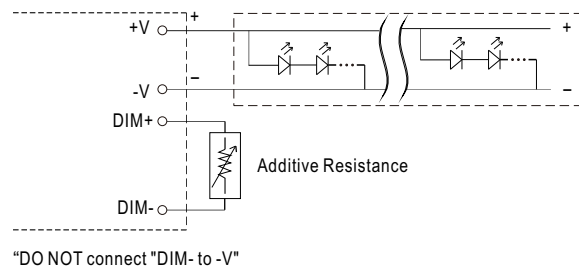 +V
+
+
-V
−
−
DIM+
Additive Resistance
DIM-
“DO NOT connect "DIM- to -V"